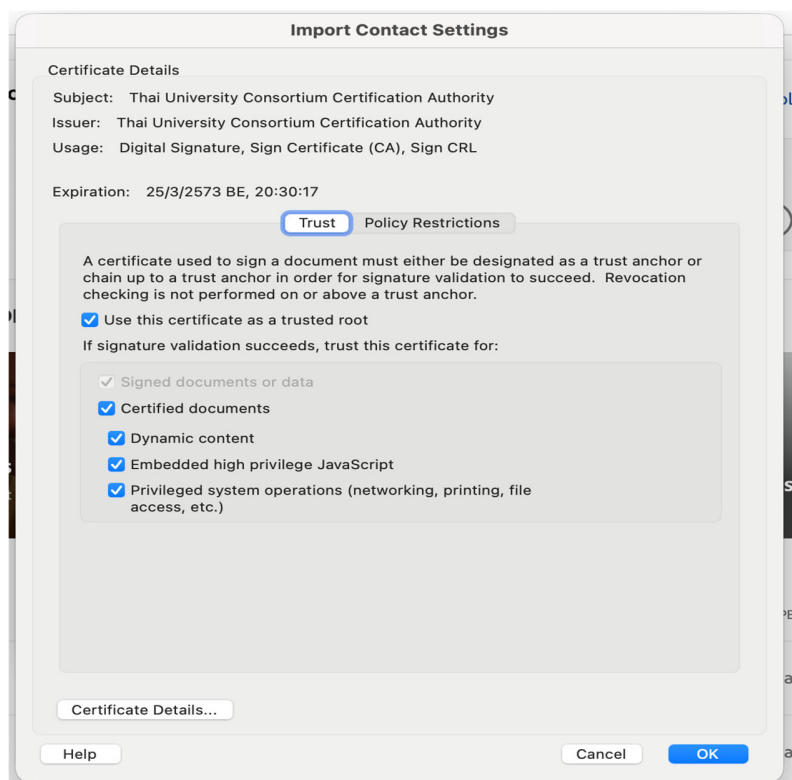 Import Contact Settings
Certificate Details
Subject: Thai University Consortium Certification Authority
Issuer: Thai University Consortium Certification Authority
Usage: Digital Signature, Sign Certificate (CA), Sign CRL
Expiration: 25/3/2573 BE, 20:30:17
Trust Policy Restrictions
A certificate used to sign a document must either be designated as a trust anchor or
chain up to a trust anchor in order for signature validation to succeed. Revocation
checking is not performed on or above a trust anchor.
Use this certificate as a trusted root
If signature validation succeeds, trust this certificate for:
Signed documents or data
Certified documents
Dynamic content
Embedded high privilege JavaScript
Privileged system operations (networking, printing, file
access, etc.)
Certificate Details...
Help Cancel OK